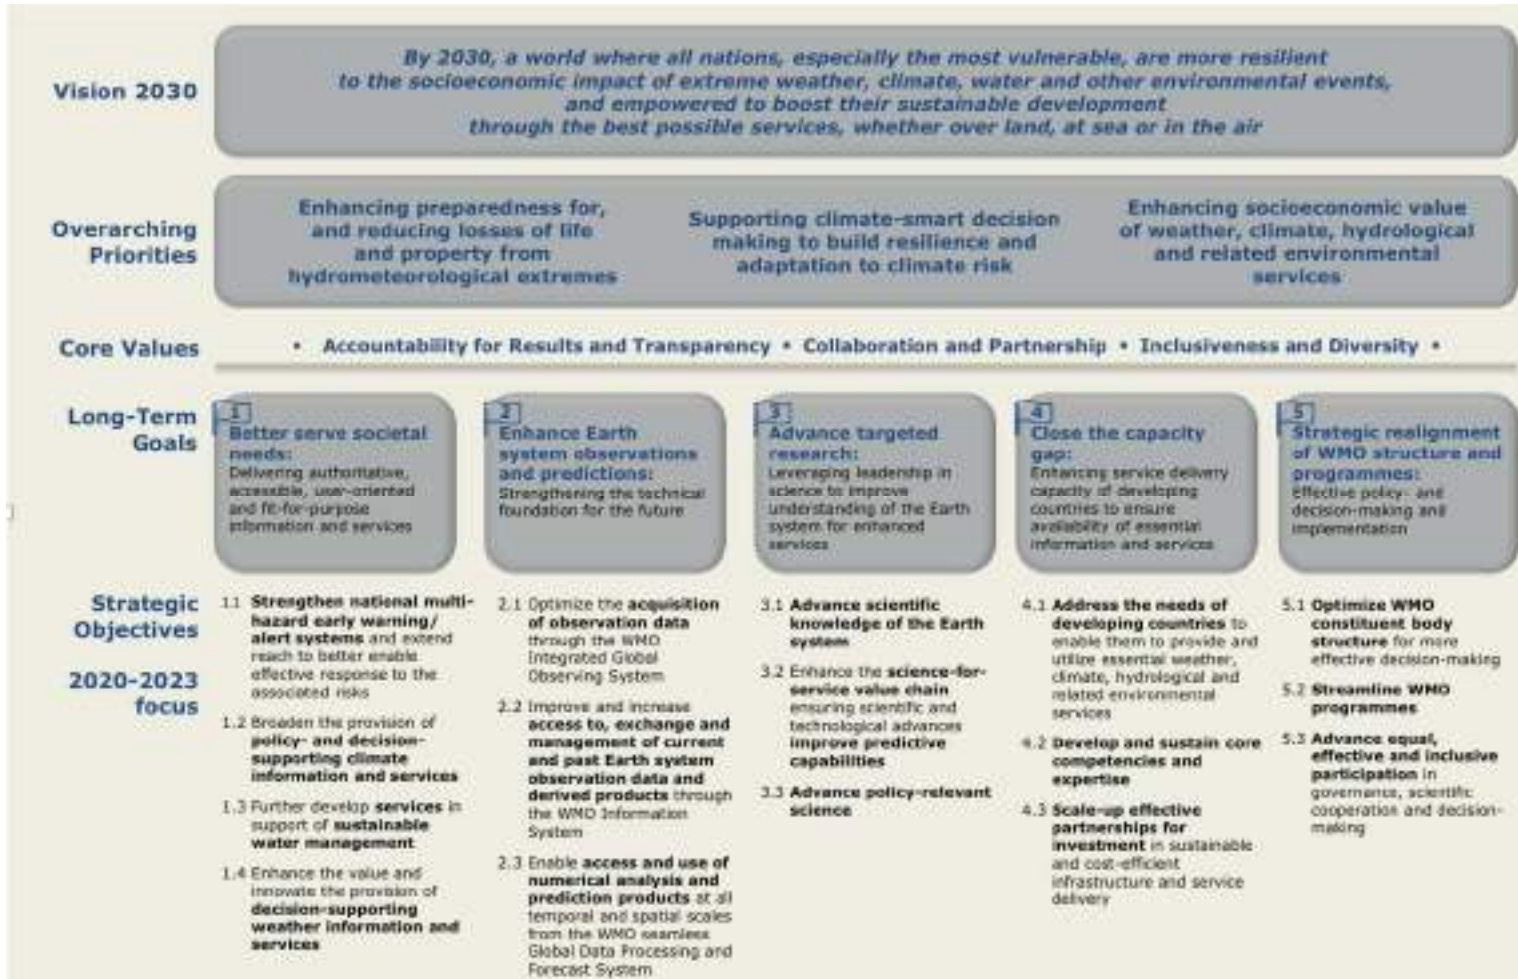 Vision 2030
By 2030, a world where all nations, especially the most vulnerable, are more resilient
to the socioeconomic impact of extreme weather, climate, water and other environmental events,
and empowered to boost their sustainable development
through the best possible services, whether over land, at sea or in the air
Overarching
Priorities
Enhancing preparedness for,
and reducing losses of life
and property from
hydrometeorological extremes
Supporting climate-smart decision
making to build resilience and
adaptation to climate risk
Enhancing socioeconomic value
of weather, climate, hydrological
and related environmental
services
Core Values
• Accountability for Results and Transparency • Collaboration and Partnership • Inclusiveness and Diversity •
Long-Term
Goals
1
Better serve societal
needs:
Delivering authoritative,
accessible, user-oriented
and fit-for-purpose
information and services
2
Enhance Earth
system observations
and predictions:
Strengthening the technical
foundation for the future
3
Advance targeted
research:
Leveraging leadership in
science to improve
understanding of the Earth
system for enhanced
services
4
Close the capacity
gap:
Enhancing service delivery
capacity of developing
countries to ensure
availability of essential
information and services
5
Strategic realignment
of WMO structure and
programmes:
Effective policy- and
decision-making and
implementation
Strategic
Objectives
2020-2023
focus
1.1 Strengthen national multi-
hazard early warning/
alert systems and extend
reach to better enable
effective response to the
associated risks
1.2 Broaden the provision of
policy- and decision-
supporting climate
information and services
1.3 Further develop services in
support of sustainable
water management
1.4 Enhance the value and
innovate the provision of
decision-supporting
weather information and
services
2.1 Optimize the acquisition
of observation data
through the WMO
Integrated Global
Observing System
2.2 Improve and increase
access to, exchange and
management of current
and past Earth system
observation data and
derived products through
the WMO Information
System
2.3 Enable access and use of
numerical analysis and
prediction products at all
temporal and spatial scales
from the WMO seamless
Global Data Processing and
Forecast System
3.1 Advance scientific
knowledge of the Earth
system
3.2 Enhance the science-for-
service value chain
ensuring scientific and
technological advances
improve predictive
capabilities
3.3 Advance policy-relevant
science
4.1 Address the needs of
developing countries to
enable them to provide and
utilize essential weather,
climate, hydrological and
related environmental
services
4.2 Develop and sustain core
competencies and
expertise
4.3 Scale-up effective
partnerships for
investment in sustainable
and cost-efficient
infrastructure and service
delivery
5.1 Optimize WMO
constituent body
structure for more
effective decision-making
5.2 Streamline WMO
programmes
5.3 Advance equal,
effective and inclusive
participation in
governance, scientific
cooperation and decision-
making